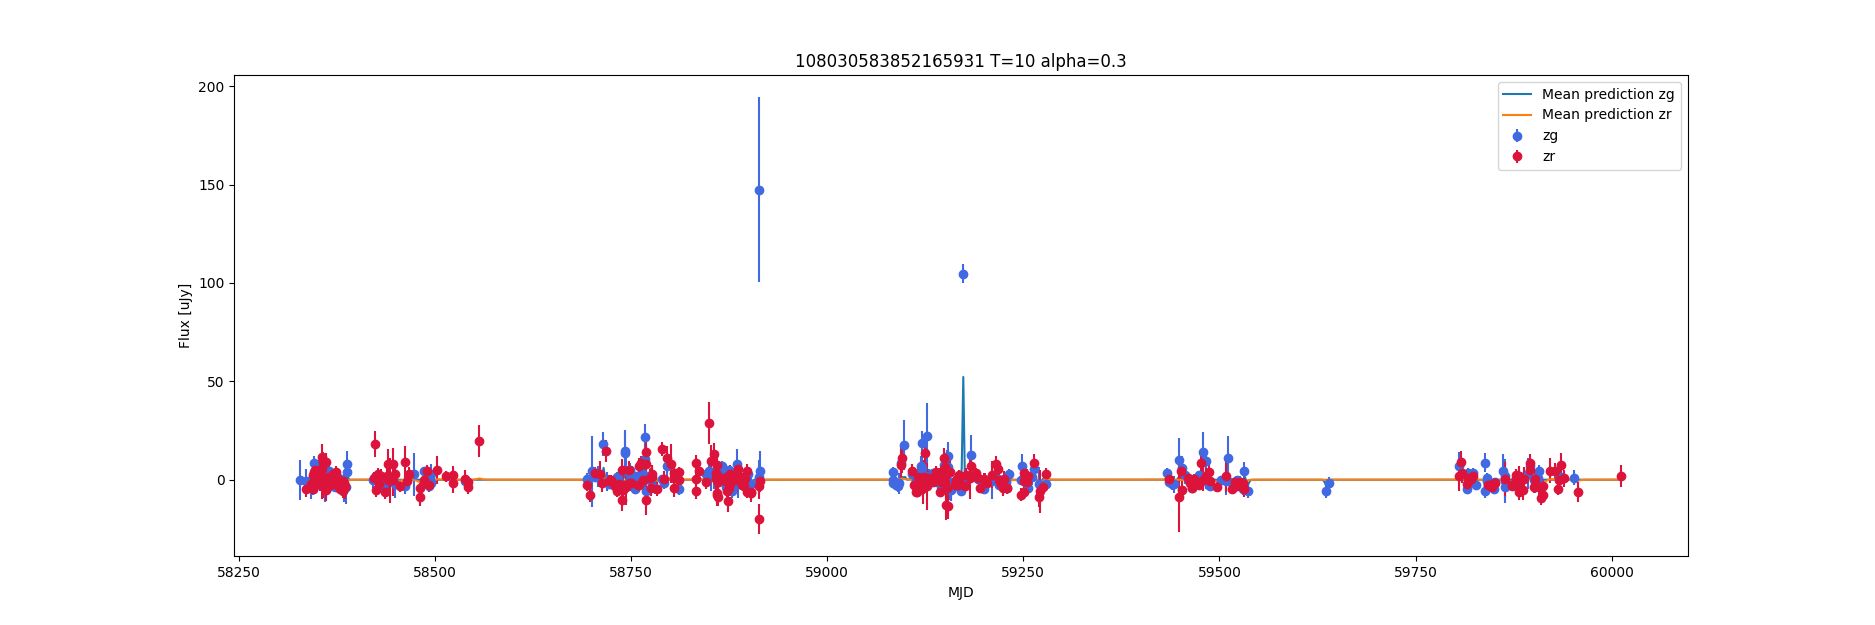 108030583852165931 T=10 alpha=0.3
Mean prediction zg
Mean prediction zr
zg
zr
Flux [uJy]
200
150
100
50
0
58250 58500 58750 59000 59250 59500 59750 60000
MJD